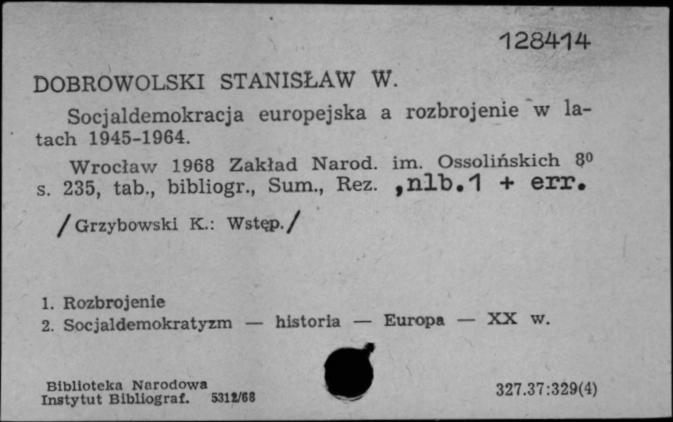 128414
DOBROWOLSKI STANISŁAW W.
Socjaldemokracja europejska a rozbrojenie w la-
tach 1945-1964.
Wrocław 1968 Zakład Narod. im. Ossolińskich 8⁰
s. 235, tab., bibliogr., Sum., Rez. ,nlb.1 + err.
/Grzybowski K.: Wstęp./
1. Rozbrojenie
2. Socjaldemokratyzm — historia — Europa — XX w.
Biblioteka Narodowa
Instytut Bibliograf. 5312/68
327.37:329(4)